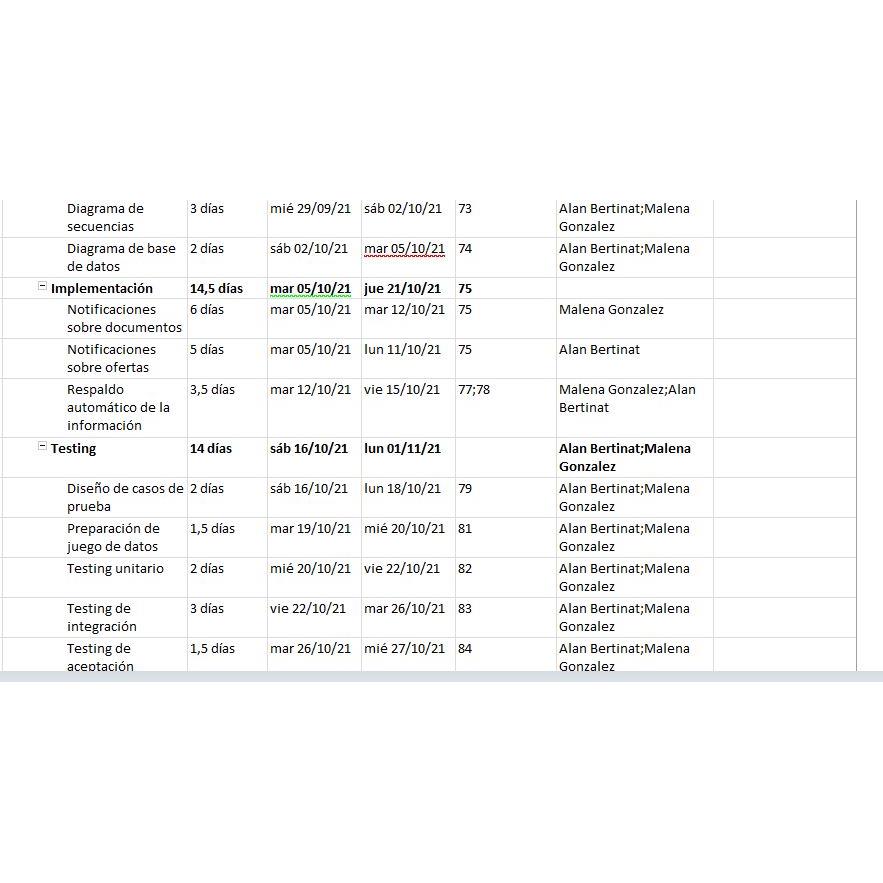 Diagrama de secuencias 3 días mié 29/09/21 sáb 02/10/21 73 Alan Bertinat;Malena Gonzalez
Diagrama de base de datos 2 días sáb 02/10/21 mar 05/10/21 74 Alan Bertinat;Malena Gonzalez
Implementación 14,5 días mar 05/10/21 jue 21/10/21 75
Notificaciones sobre documentos 6 días mar 05/10/21 mar 12/10/21 75 Malena Gonzalez
Notificaciones sobre ofertas 5 días mar 05/10/21 lun 11/10/21 75 Alan Bertinat
Respaldo automático de la información 3,5 días mar 12/10/21 vie 15/10/21 77;78 Malena Gonzalez;Alan Bertinat
Testing 14 días sáb 16/10/21 lun 01/11/21 Alan Bertinat;Malena Gonzalez
Diseño de casos de prueba 2 días sáb 16/10/21 lun 18/10/21 79 Alan Bertinat;Malena Gonzalez
Preparación de juego de datos 1,5 días mar 19/10/21 mié 20/10/21 81 Alan Bertinat;Malena Gonzalez
Testing unitario 2 días mié 20/10/21 vie 22/10/21 82 Alan Bertinat;Malena Gonzalez
Testing de integración 3 días vie 22/10/21 mar 26/10/21 83 Alan Bertinat;Malena Gonzalez
Testing de aceptación 1,5 días mar 26/10/21 mié 27/10/21 84 Alan Bertinat;Malena Gonzalez